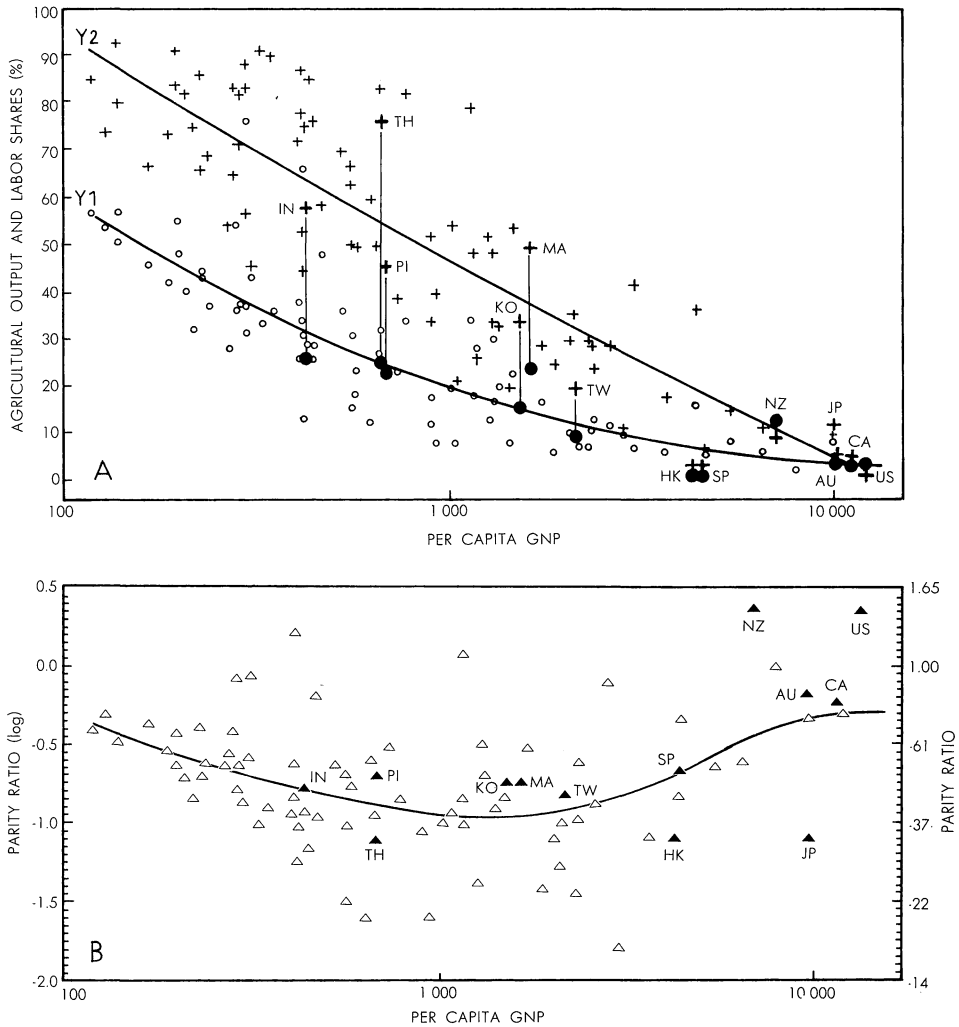 100
90
80
70
60
50
40
30
20
10
0
AGRICULTURAL OUTPUT AND LABOR SHARES (%)
Y2
Y1
TH
IN
PI
MA
KO
TW
NZ
JP
CA
HK
SP
AU
US
A
100
1 000
10 000
PER CAPITA GNP
0.5
0.0
-0.5
-1.0
-1.5
-2.0
PARITY RATIO (log)
1.65
1.00
-61
-37
-22
-14
PARITY RATIO
NZ
US
AU
CA
SP
IN
PI
KO
MA
TW
TH
HK
JP
B
100
1 000
10 000
PER CAPITA GNP